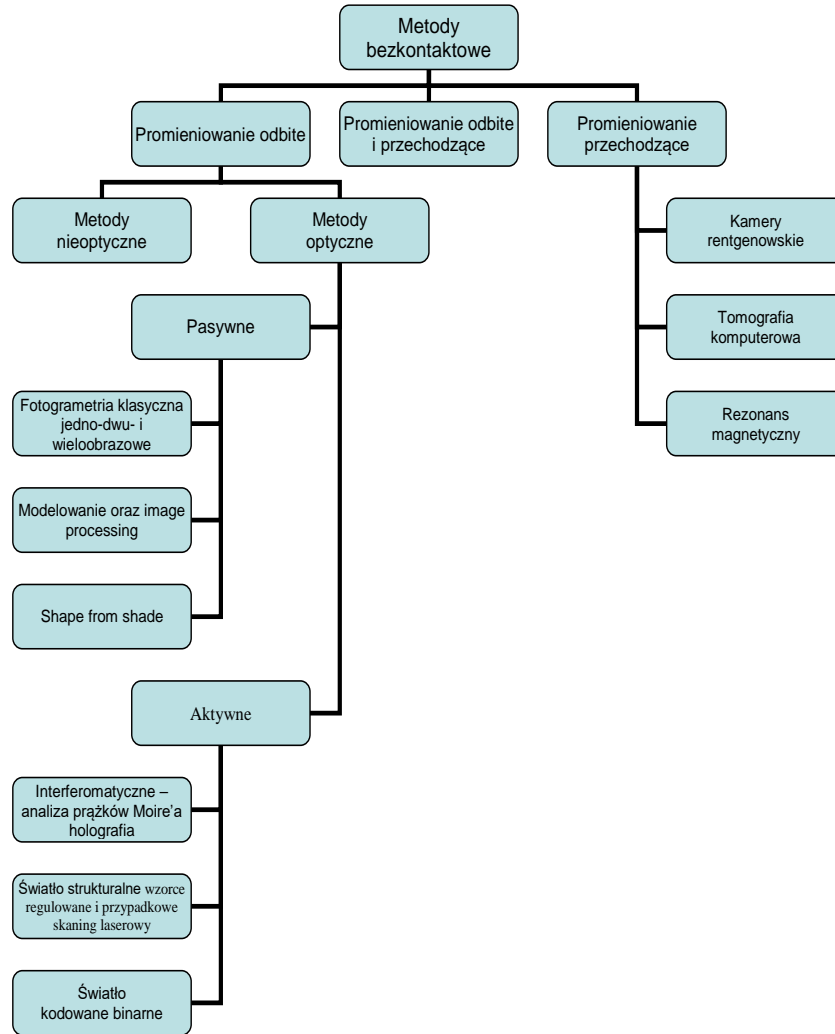 Metody
bezkontaktowe
Promieniowanie odbite
Promieniowanie odbite
i przechodzące
Promieniowanie
przechodzące
Metody
nieoptyczne
Metody
optyczne
Kamery
rentgenowskie
Pasywne
Tomografia
komputerowa
Fotogrametria klasyczna
jedno-dwu- i
wieloobrazowe
Rezonans
magnetyczny
Modelowanie oraz image
processing
Shape from shade
Aktywne
Interferomatyczne –
analiza prążków Moire’a
holografia
Światło strukturalne wzorce
regulowane i przypadkowe
skaning laserowy
Światło
kodowane binarne